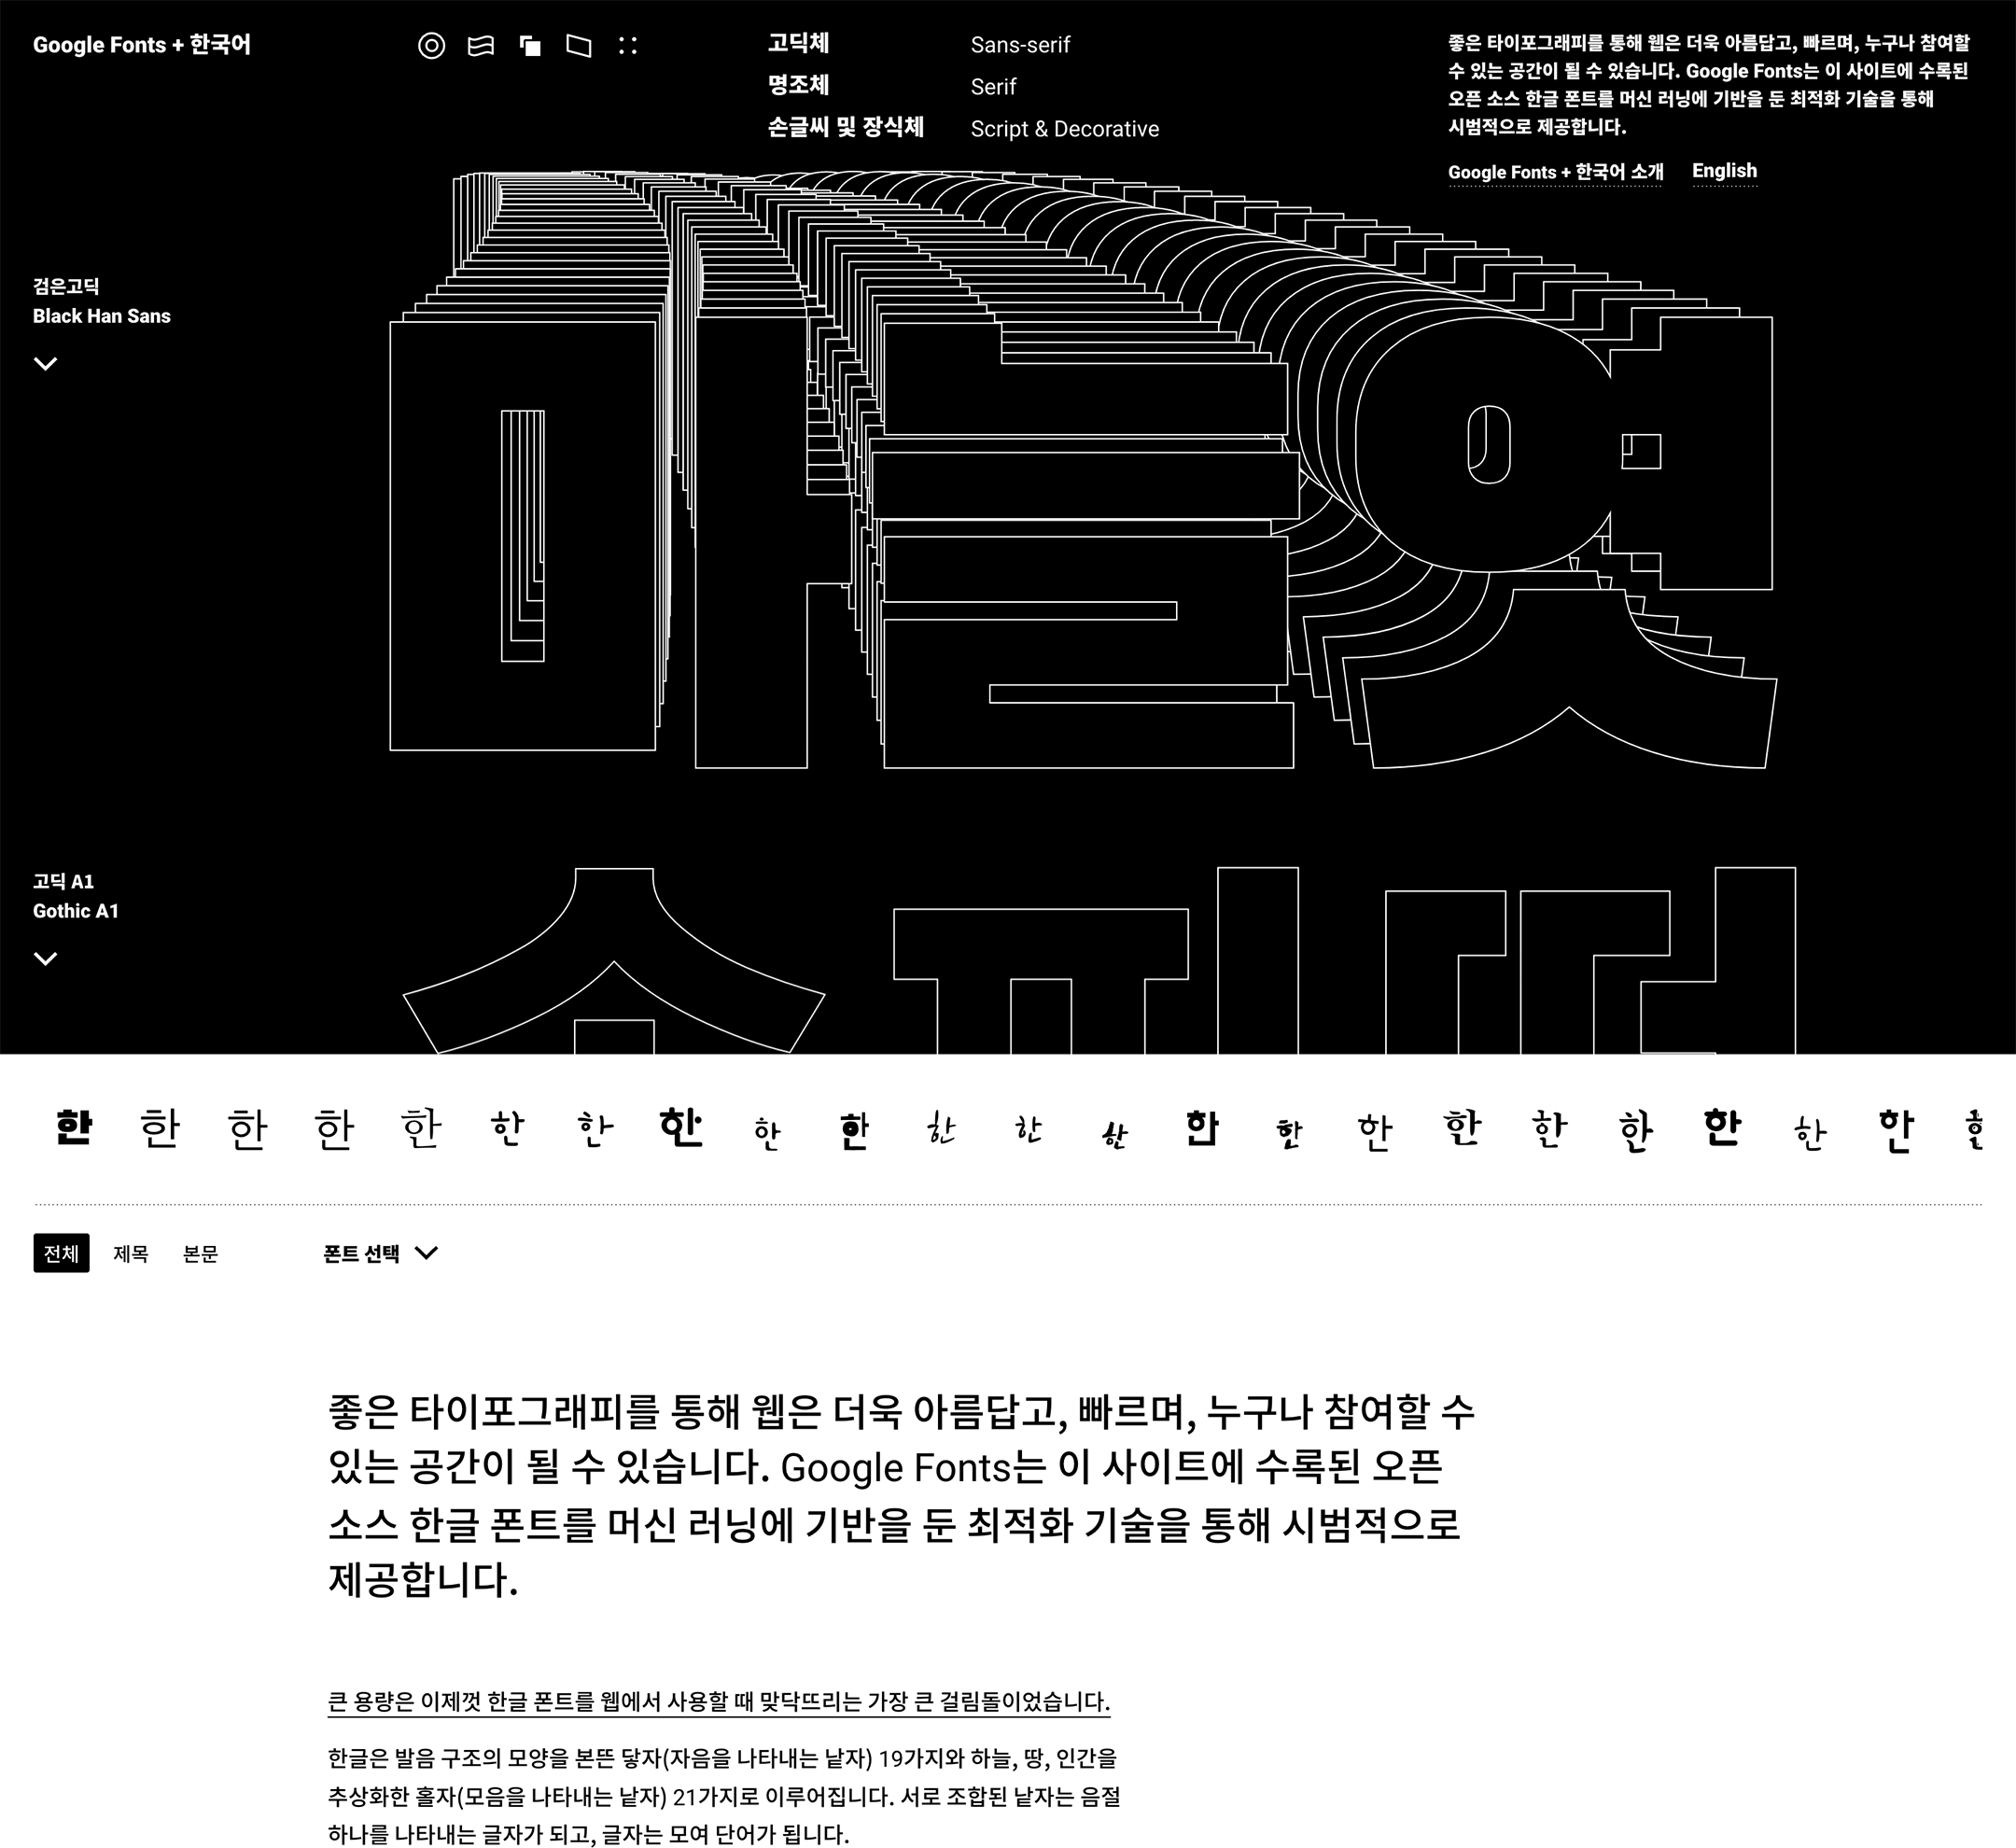 Google Fonts + 한국어
고딕체 Sans-serif
명조체 Serif
손글씨 및 장식체 Script & Decorative
좋은 타이포그래피를 통해 웹은 더욱 아름답고, 빠르며, 누구나 참여할
수 있는 공간이 될 수 있습니다. Google Fonts는 이 사이트에 수록된
오픈 소스 한글 폰트를 머신 러닝에 기반을 둔 최적화 기술을 통해
시범적으로 제공합니다.
Google Fonts + 한국어 소개 English
검은고딕
Black Han Sans
마늘엿
고딕 A1
Gothic A1
한 한 한 한 한 한 한 한 한 한 한 한 한 한 한 한 한 한 한 한 한 한
전체 제목 본문 폰트 선택
좋은 타이포그래피를 통해 웹은 더욱 아름답고, 빠르며, 누구나 참여할 수
있는 공간이 될 수 있습니다. Google Fonts는 이 사이트에 수록된 오픈
소스 한글 폰트를 머신 러닝에 기반을 둔 최적화 기술을 통해 시범적으로
제공합니다.
큰 용량은 이제껏 한글 폰트를 웹에서 사용할 때 맞닥뜨리는 가장 큰 걸림돌이었습니다.
한글은 발음 구조의 모양을 본뜬 닿자(자음을 나타내는 낱자) 19가지와 하늘, 땅, 인간을
추상화한 홀자(모음을 나타내는 낱자) 21가지로 이루어집니다. 서로 조합된 낱자는 음절
하나를 나타내는 글자가 되고, 글자는 모여 단어가 됩니다.